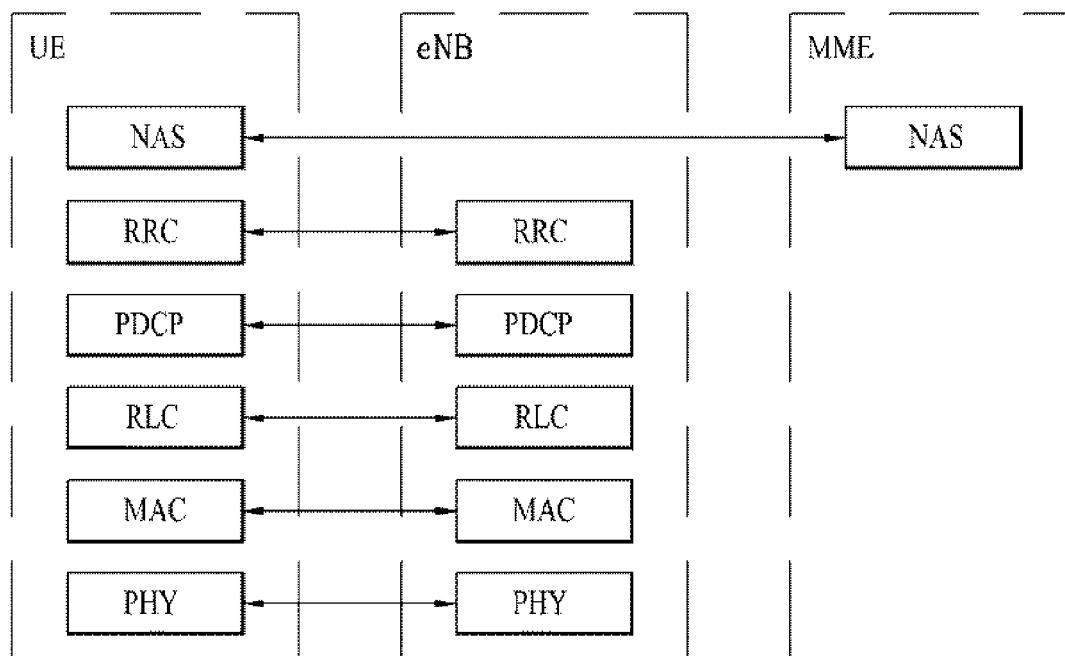 UE eNB MME
NAS NAS
RRC RRC
PDCP PDCP
RLC RLC
MAC MAC
PHY PHY